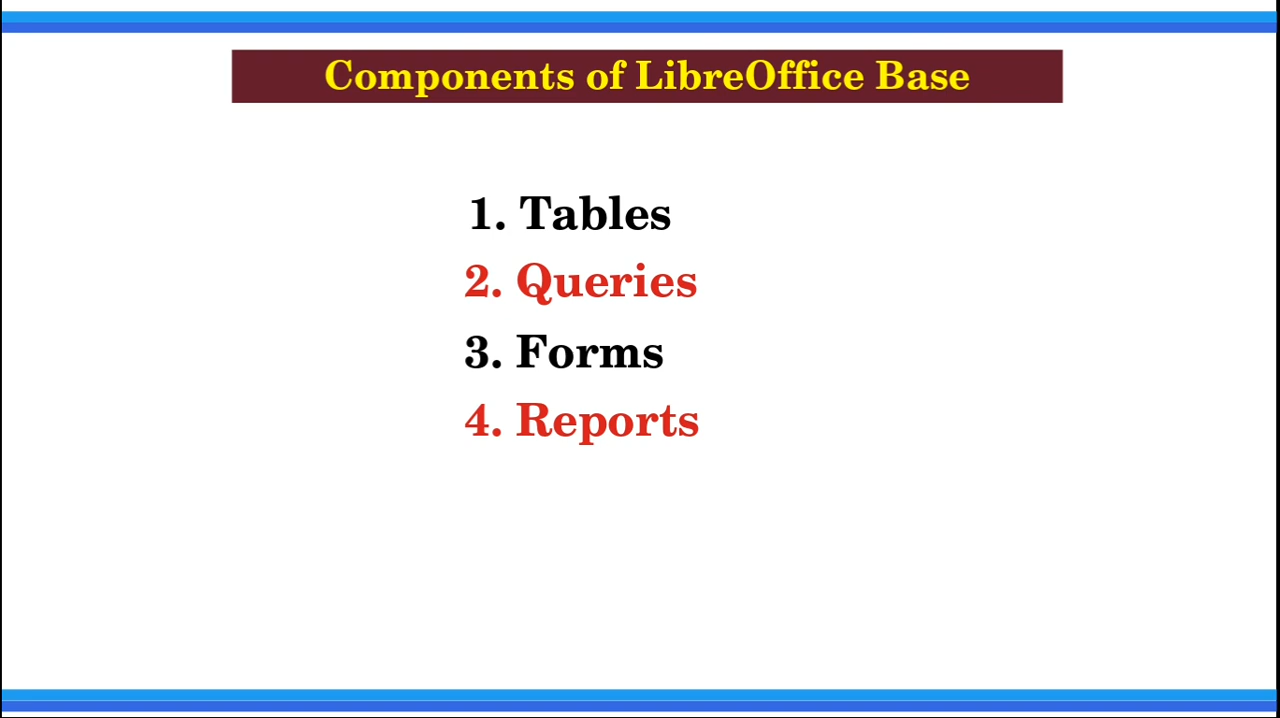 Components of LibreOffice Base
1. Tables
2. Queries
3. Forms
4. Reports